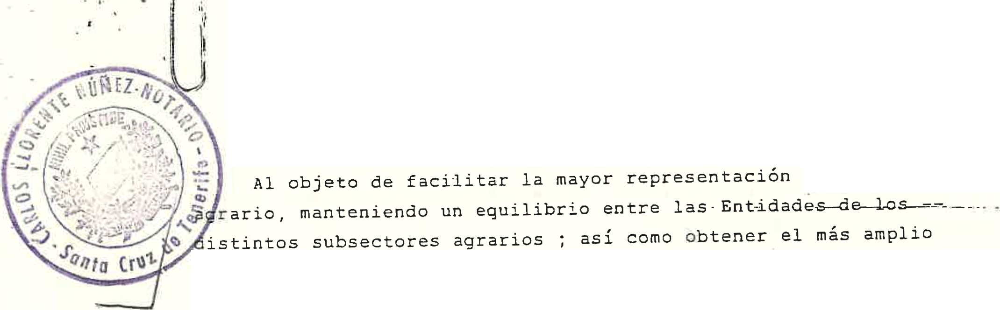 CARLOS LLORENTE NÚÑEZ-NOTARIO-
Santa Cruz de Tenerife
NIHIL PRIUS FIDE
Al objeto de facilitar la mayor representación
agrario, manteniendo un equilibrio entre las Entidades de los --
distintos subsectores agrarios ; así como obtener el más amplio